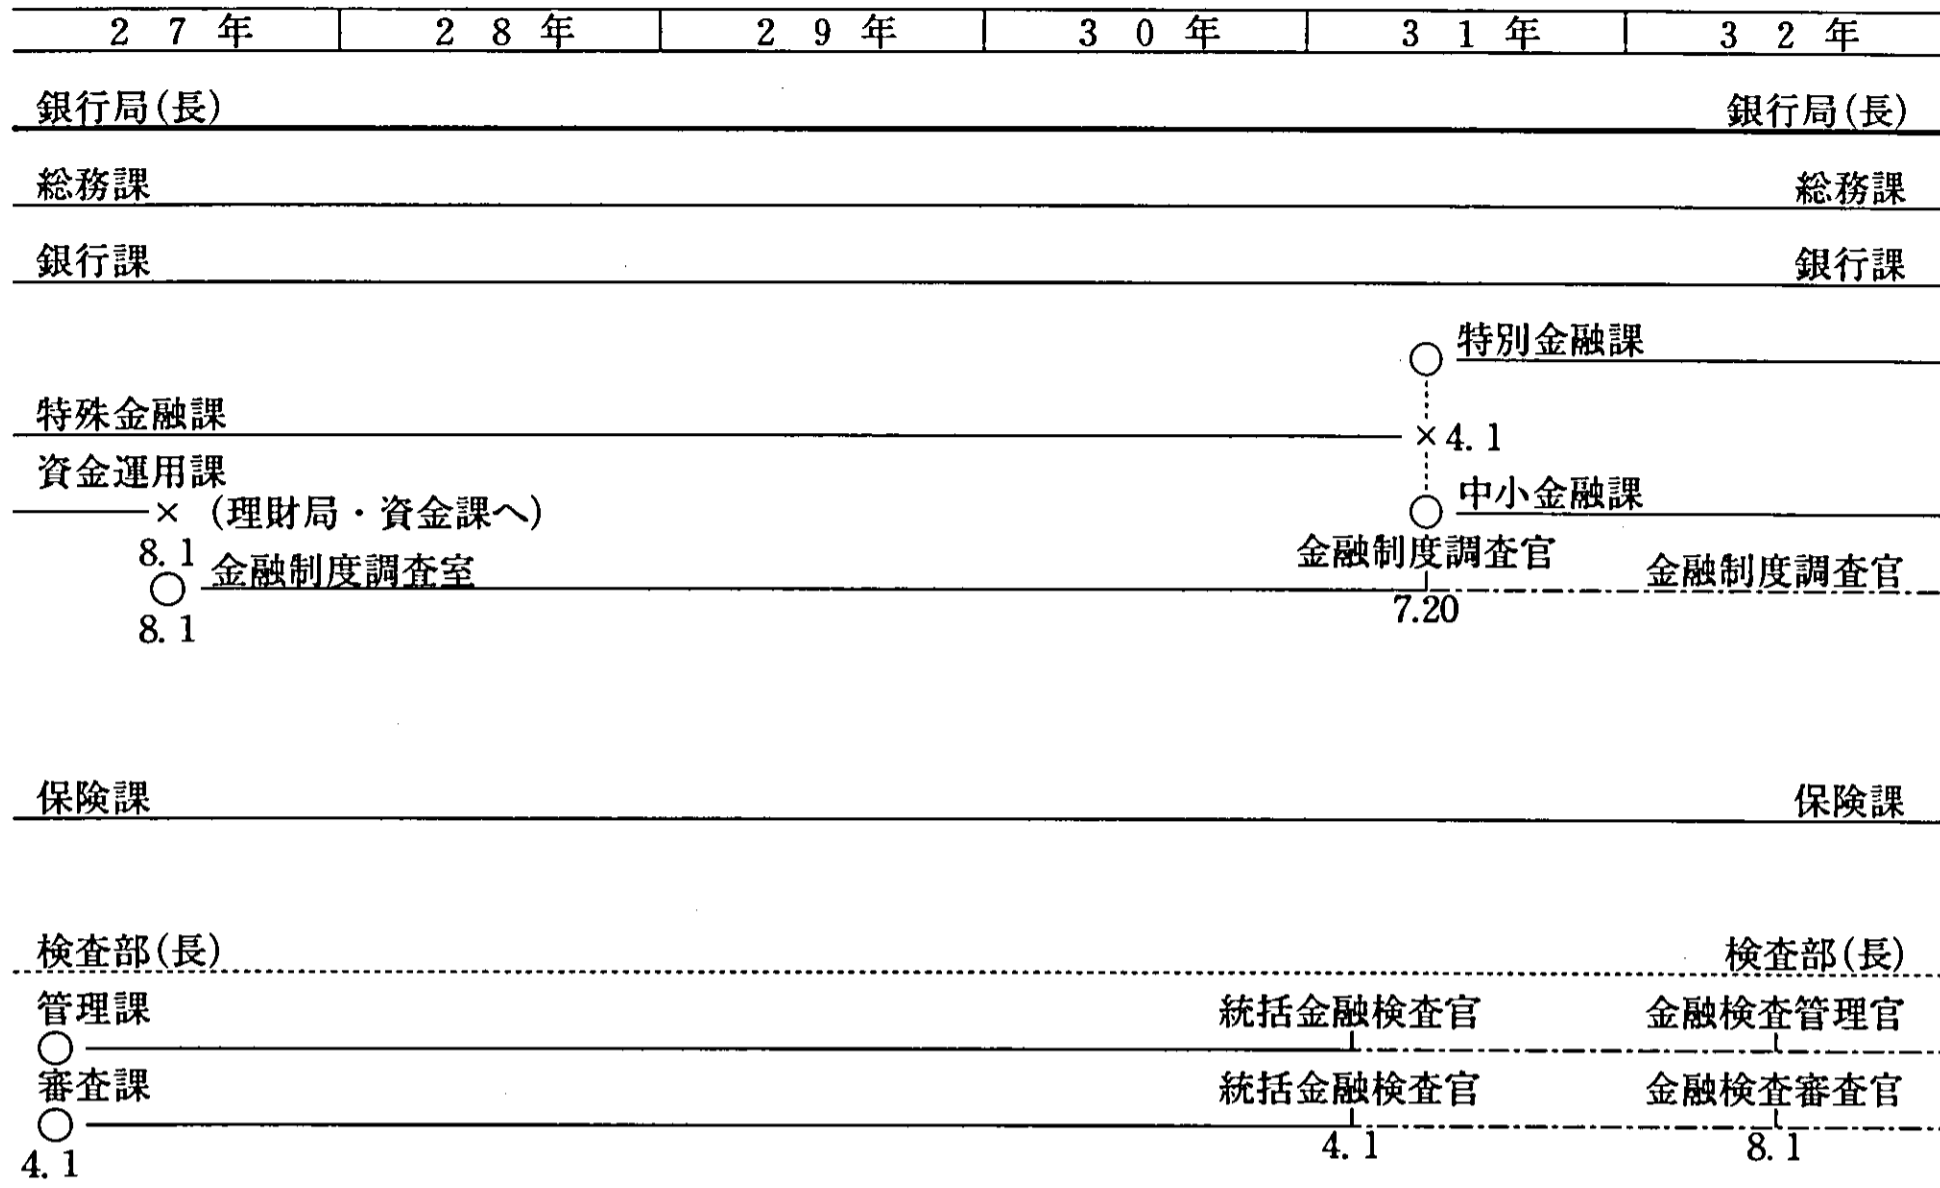 27年 28年 29年 30年 31年 32年
銀行局(長) 銀行局(長)
総務課 総務課
銀行課 銀行課
特別金融課
特殊金融課
×4.1
資金運用課
× (理財局・資金課へ)
中小金融課
8.1
金融制度調査室
金融制度調査官 金融制度調査官
8.1
7.20
保険課 保険課
検査部(長) 検査部(長)
管理課 統括金融検査官 金融検査管理官
審査課 統括金融検査官 金融検査審査官
4.1 4.1 8.1